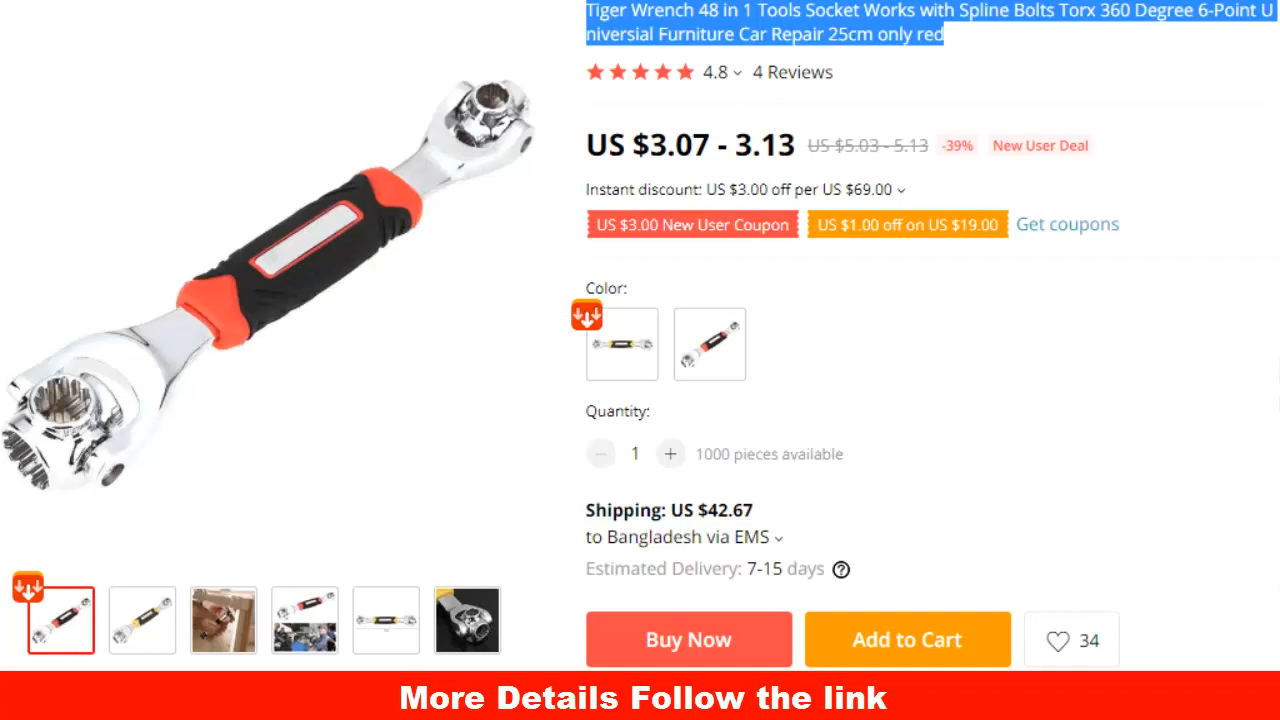 Tiger Wrench 48 in 1 Tools Socket Works with Spline Bolts Torx 360 Degree 6-Point U
niversial Furniture Car Repair 25cm only red
4.8 4 Reviews
US $3.07 - 3.13 US $5.03 - 5.13 -39% New User Deal
Instant discount: US $3.00 off per US $69.00
US $3.00 New User Coupon US $1.00 off on US $19.00 Get coupons
Color:
Quantity:
1 + 1000 pieces available
Shipping: US $42.67
to Bangladesh via EMS
Estimated Delivery: 7-15 days ?
Buy Now Add to Cart 34
More Details Follow the link